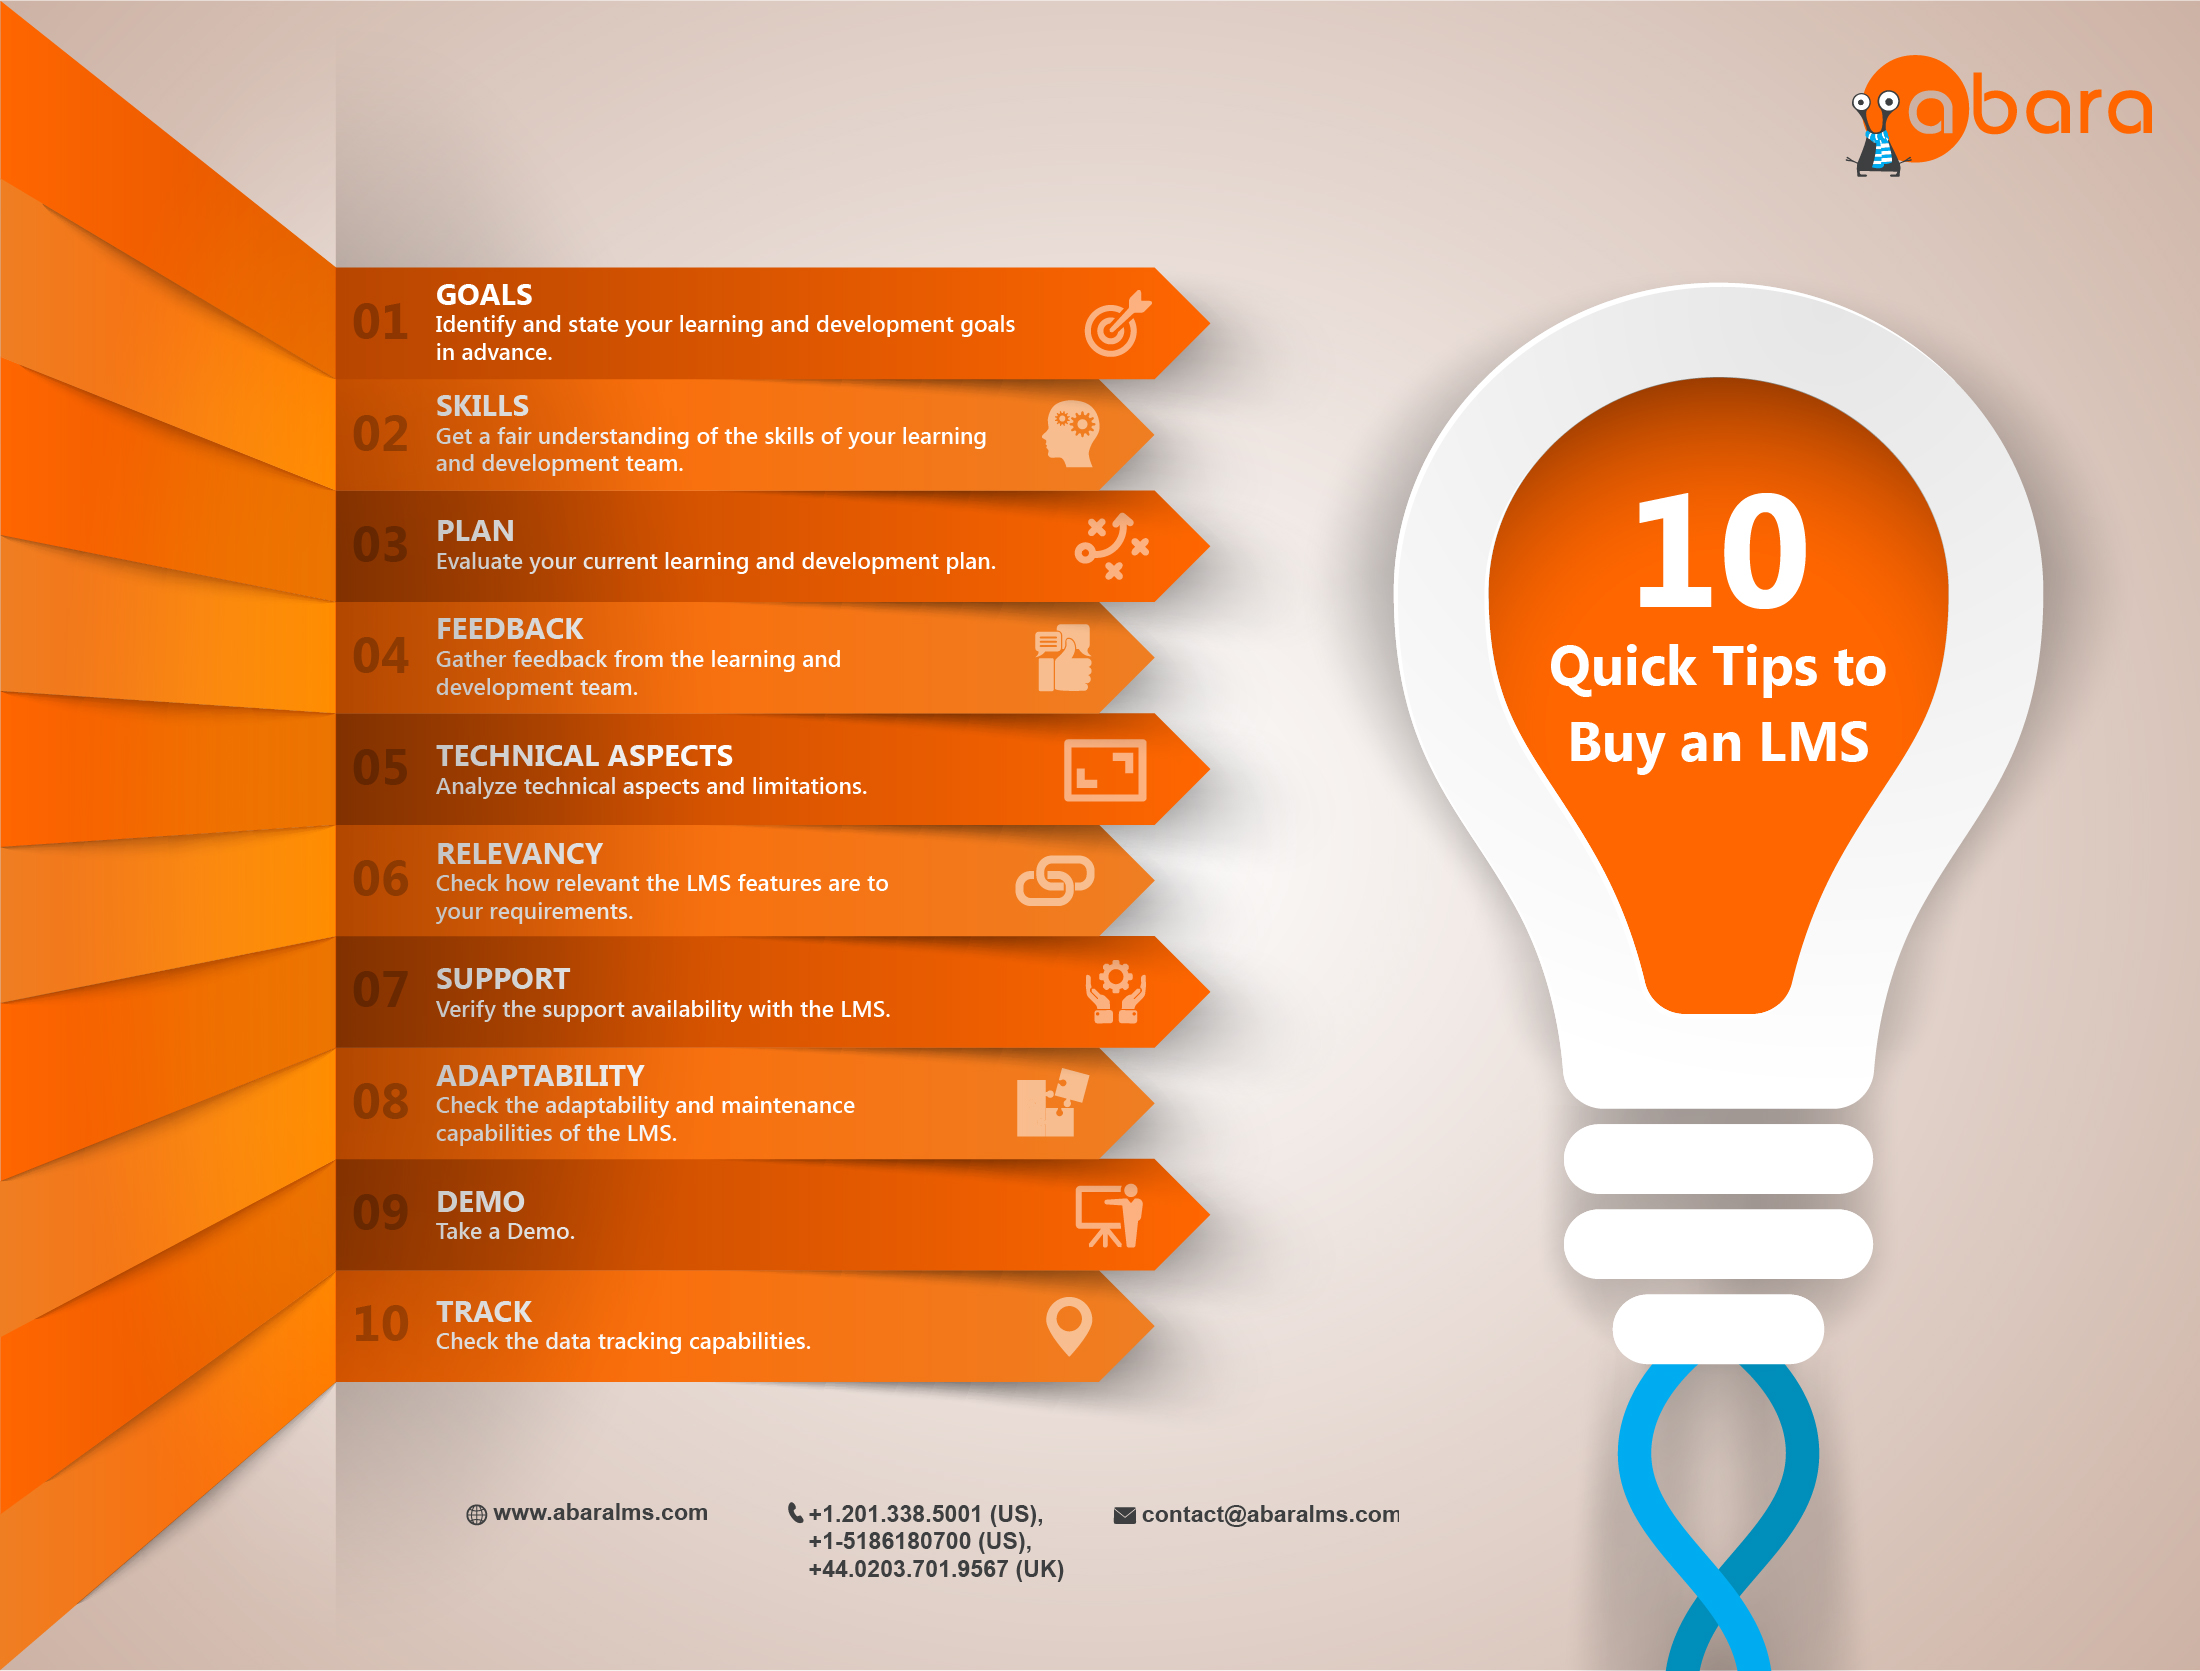 abara
01
GOALS
Identify and state your learning and development goals
in advance.
02
SKILLS
Get a fair understanding of the skills of your learning
and development team.
03
PLAN
Evaluate your current learning and development plan.
04
FEEDBACK
Gather feedback from the learning and
development team.
05
TECHNICAL ASPECTS
Analyze technical aspects and limitations.
06
RELEVANCY
Check how relevant the LMS features are to
your requirements.
07
SUPPORT
Verify the support availability with the LMS.
08
ADAPTABILITY
Check the adaptability and maintenance
capabilities of the LMS.
09
DEMO
Take a Demo.
10
TRACK
Check the data tracking capabilities.
10
Quick Tips to
Buy an LMS
www.abaralms.com
+1.201.338.5001 (US),
+1-5186180700 (US),
+44.0203.701.9567 (UK)
contact@abaralms.com